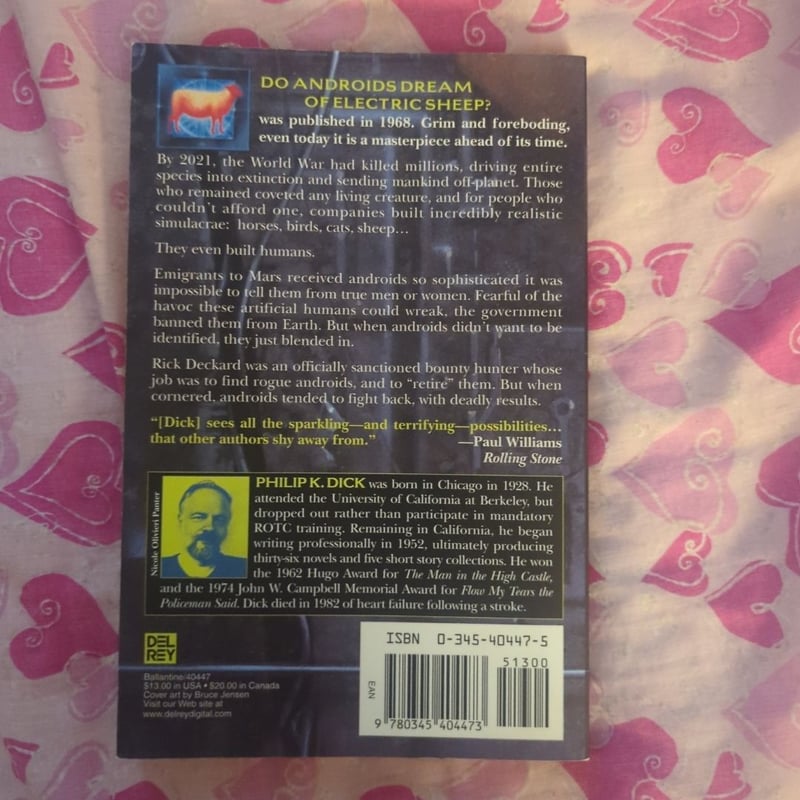 DO ANDROIDS DREAM
OF ELECTRIC SHEEP?
was published in 1968. Grim and foreboding,
even today it is a masterpiece ahead of its time.
By 2021, the World War had killed millions, driving entire
species into extinction and sending mankind off-planet. Those
who remained coveted any living creature, and for people who
couldn't afford one, companies built incredibly realistic
simulacrae: horses, birds, cats, sheep...
They even built humans.
Emigrants to Mars received androids so sophisticated it was
impossible to tell them from true men or women. Fearful of the
havoc these artificial humans could wreak, the government
banned them from Earth. But when androids didn't want to be
identified, they just blended in.
Rick Deckard was an officially sanctioned bounty hunter whose
job was to find rogue androids, and to "retire" them. But when
cornered, androids tended to fight back, with deadly results.
"[Dick] sees all the sparkling—and terrifying—possibilities...
that other authors shy away from."
—Paul Williams
Rolling Stone
Nicole Olivieri Panter
PHILIP K. DICK was born in Chicago in 1928. He
attended the University of California at Berkeley, but
dropped out rather than participate in mandatory
ROTC training. Remaining in California, he began
writing professionally in 1952, ultimately producing
thirty-six novels and five short story collections. He won
the 1962 Hugo Award for The Man in the High Castle,
and the 1974 John W. Campbell Memorial Award for Flow My Tears the
Policeman Said. Dick died in 1982 of heart failure following a stroke.
DEL
REY
Ballantine/40447
$13.00 in USA • $20.00 in Canada
Cover art by Bruce Jensen
Visit our Web site at
www.delreydigital.com
ISBN 0-345-40447-5
51300
EAN
9 780345 404473